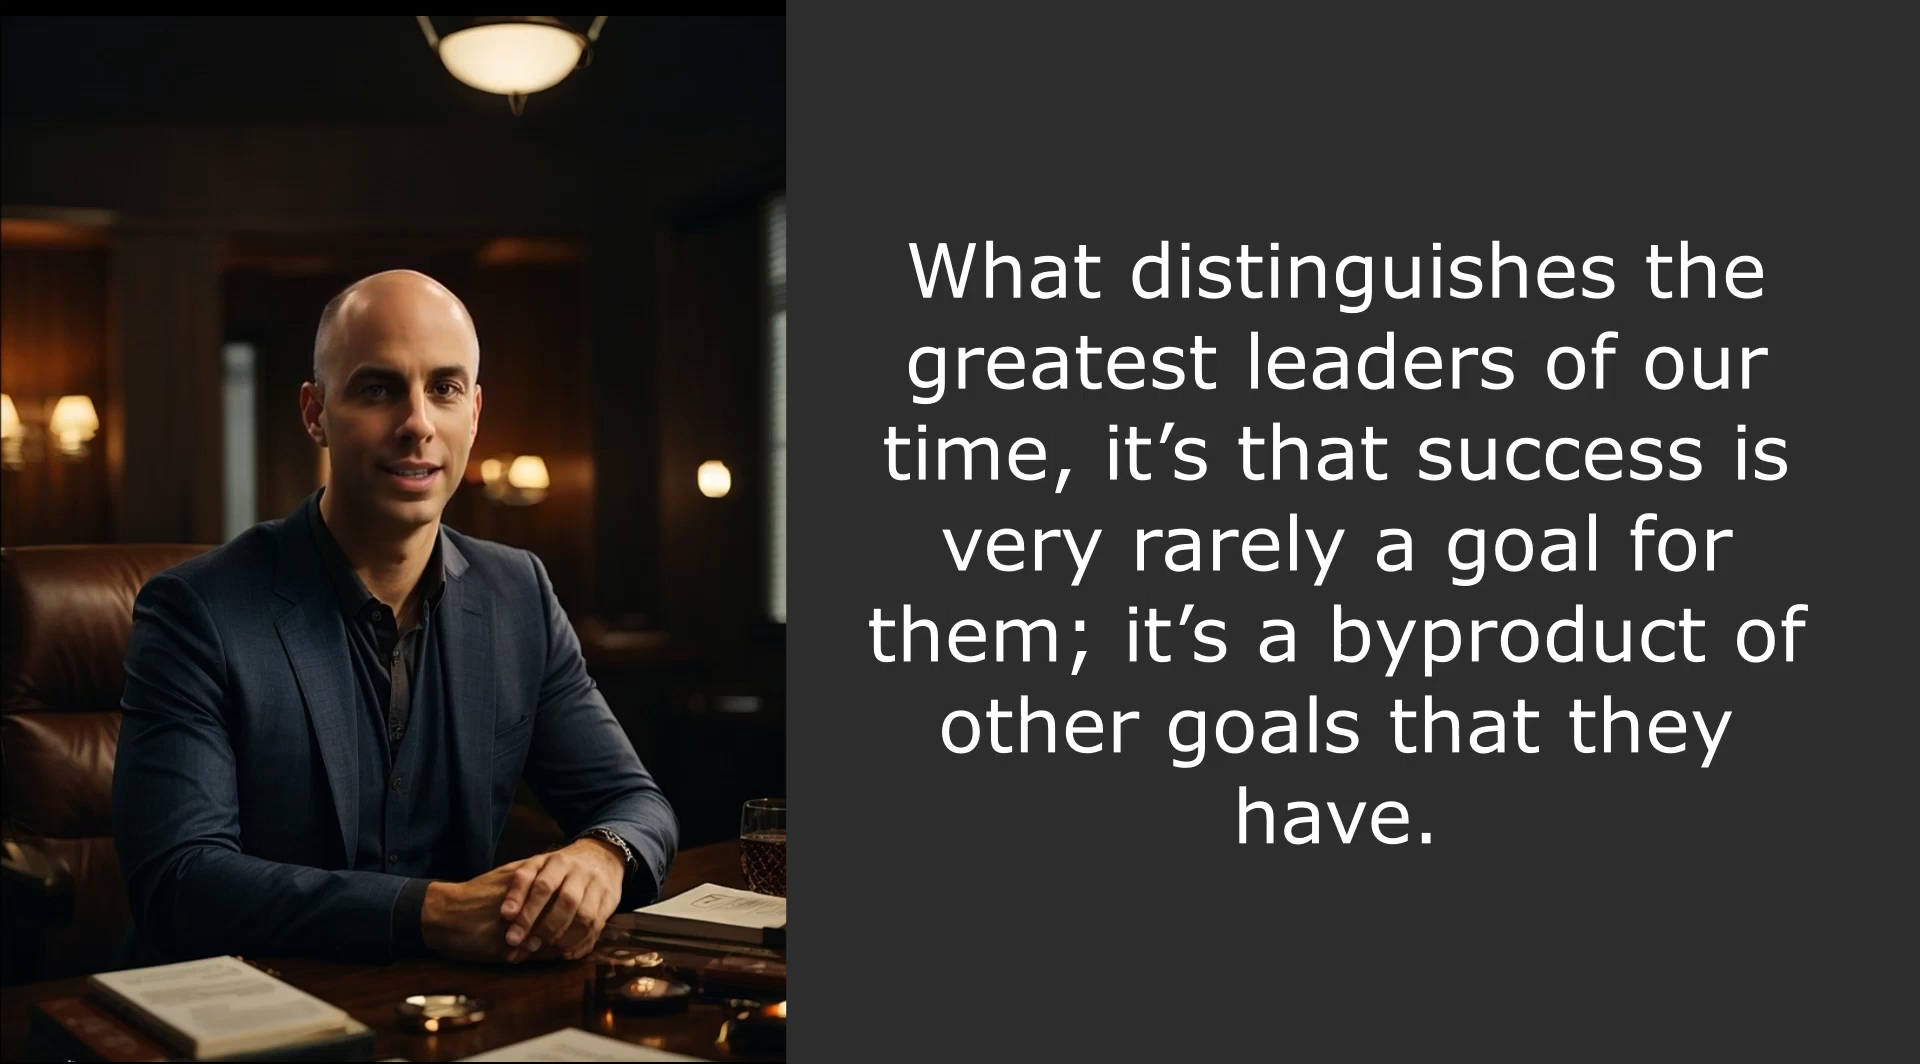 What distinguishes the
greatest leaders of our
time, it’s that success is
very rarely a goal for
them; it’s a byproduct of
other goals that they
have.